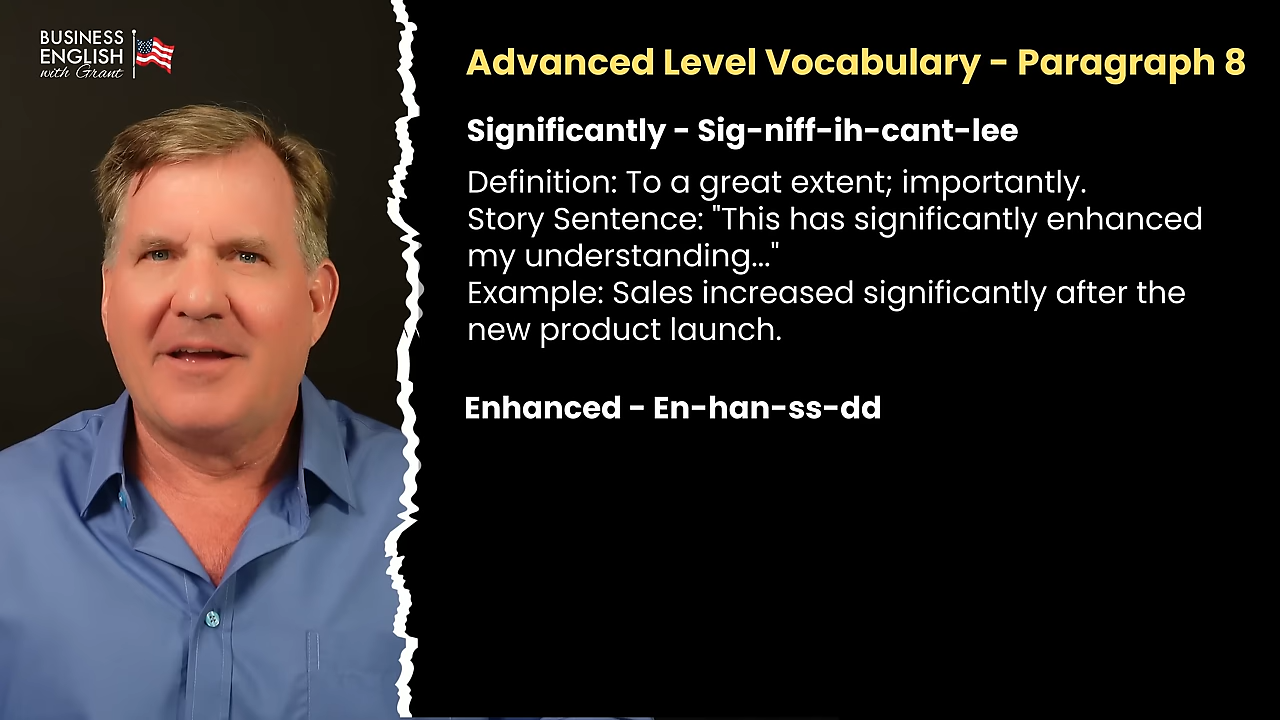 BUSINESS
ENGLISH
with Grant
Advanced Level Vocabulary - Paragraph 8
Significantly - Sig-niff-ih-cant-lee
Definition: To a great extent; importantly.
Story Sentence: "This has significantly enhanced
my understanding..."
Example: Sales increased significantly after the
new product launch.
Enhanced - En-han-ss-dd